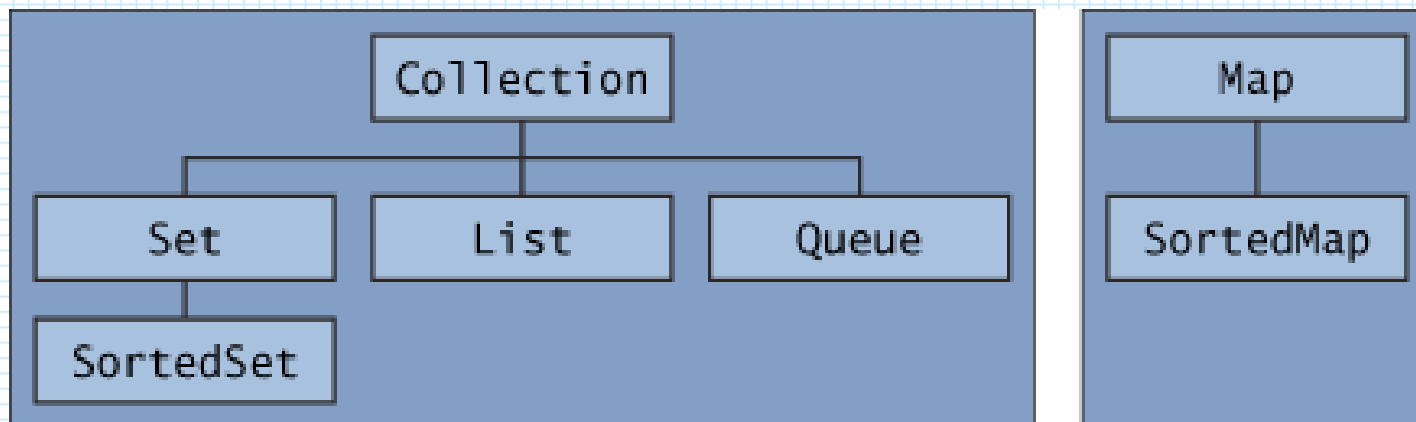 Collection
Map
Set
List
Queue
SortedMap
SortedSet